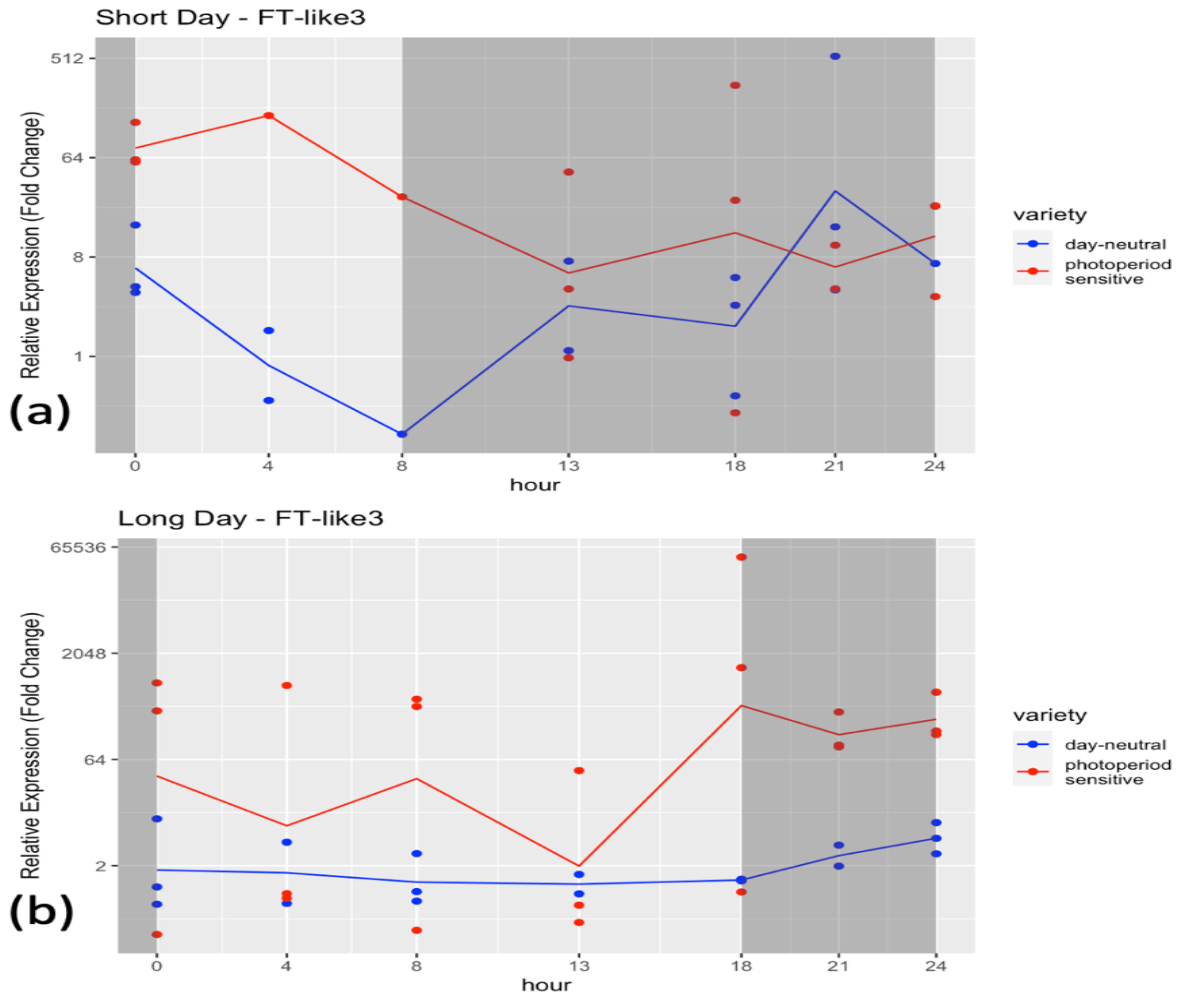 Short Day - FT-like3
Relative Expression (Fold Change)
512
64
8
1
(a)
0 4 8 13 18 21 24
hour
variety
day-neutral
photoperiod
sensitive
Long Day - FT-like3
Relative Expression (Fold Change)
65536
2048
64
2
(b)
0 4 8 13 18 21 24
hour
variety
day-neutral
photoperiod
sensitive